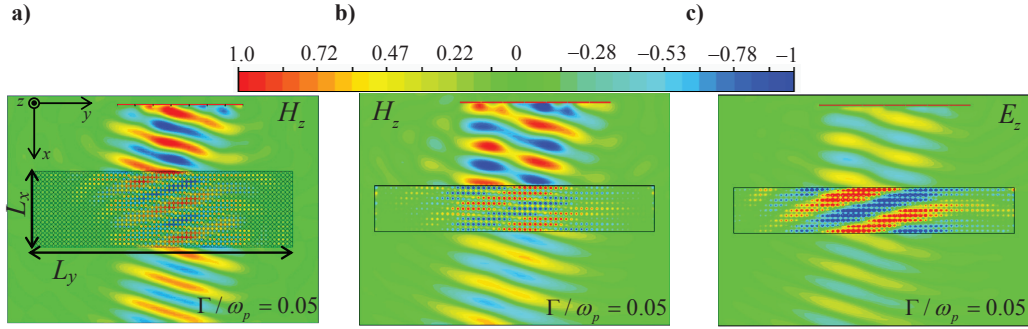 a)
b)
c)
1.0 0.72 0.47 0.22 0 −0.28 −0.53 −0.78 −1
z y x
H_z
L_x
L_y
Γ / ω_p = 0.05
H_z
Γ / ω_p = 0.05
E_z
Γ / ω_p = 0.05